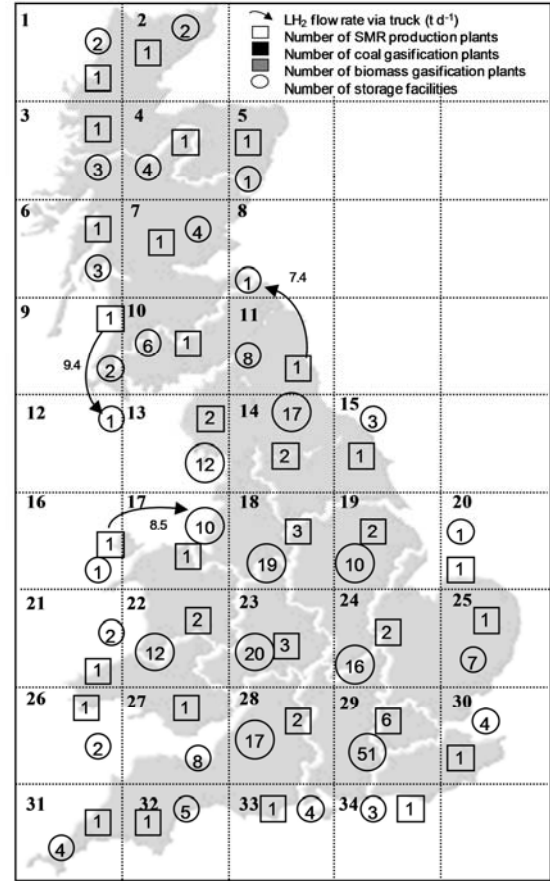 1 2 LH₂ flow rate via truck (t d⁻¹)
2 2 Number of SMR production plants
1 1 Number of coal gasification plants
Number of biomass gasification plants
Number of storage facilities
3 4 5
1 1 1
3 4 1
6 7 8
1 1 4
3 1 7.4
9 10 11
1 6 1 8 1
9.4 2
12 13 14 15
1 2 17 3
12 2 1
16 17 18 19 20
8.5 10 3 2 1
1 1 19 10 1
1
21 22 23 24 25
2 2 3 2 1
1 12 20 16 7
26 27 28 29 30
1 1 2 6 4
2 8 17 51 1
31 32 33 34
1 1 5 1 4 3 1
4